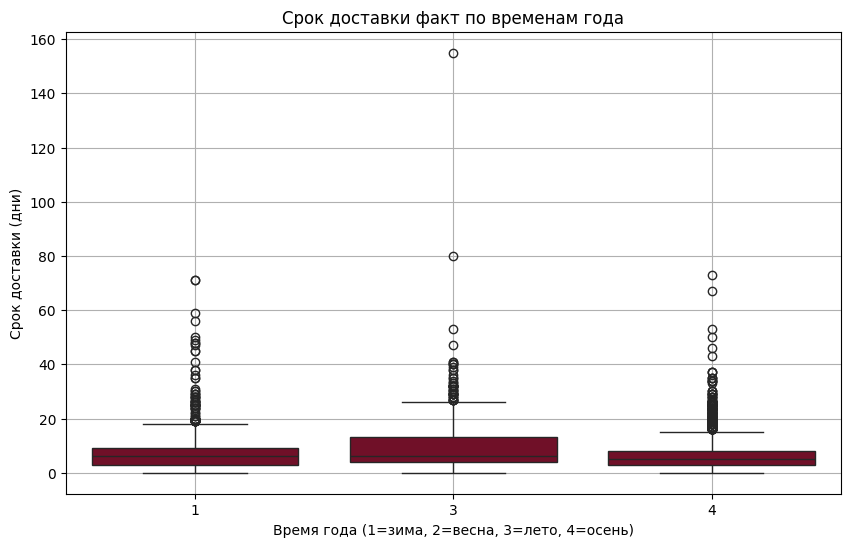 Срок доставки факт по временам года
160
140
120
100
80
60
40
20
0
Срок доставки (дни)
1 3 4
Время года (1=зима, 2=весна, 3=лето, 4=осень)